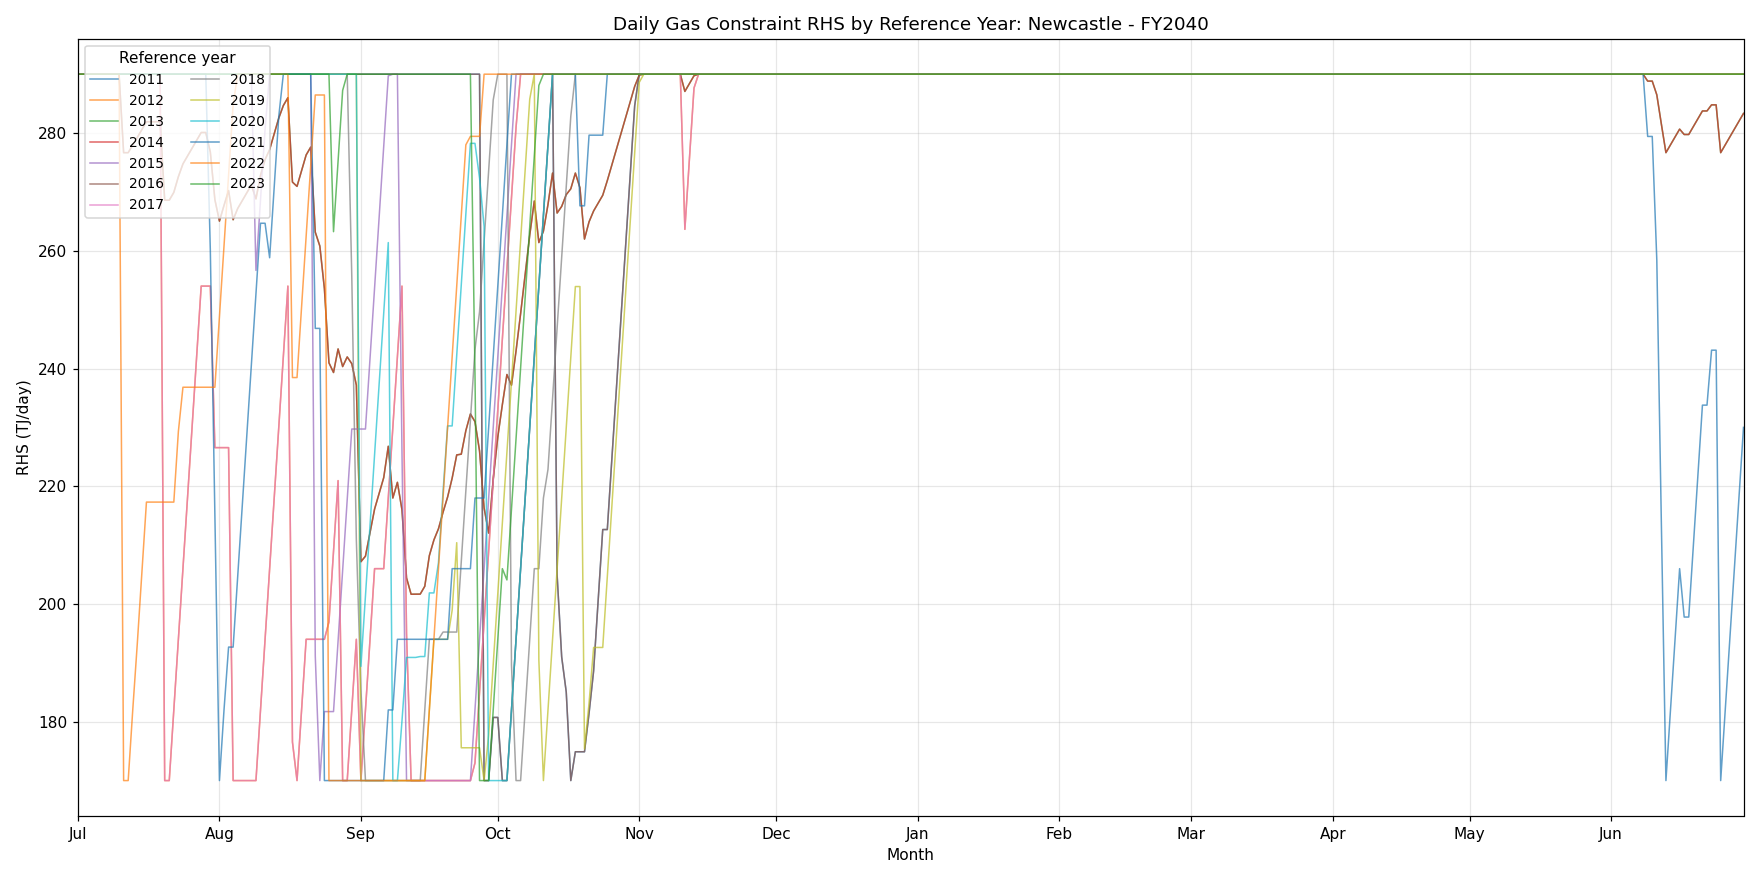 Daily Gas Constraint RHS by Reference Year: Newcastle - FY2040
Reference year
2011 2018
2012 2019
2013 2020
2014 2021
2015 2022
2016 2023
2017
280
260
240
220
200
180
RHS (TJ/day)
Jul Aug Sep Oct Nov Dec Jan Feb Mar Apr May Jun
Month